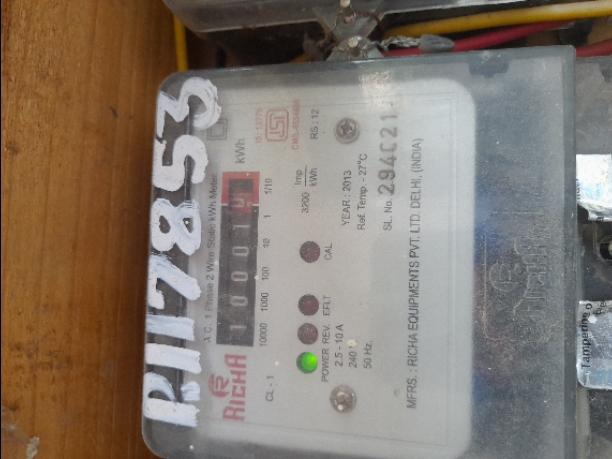 R117853
A.C. 1 Phase 2 Wire Static kWh Meter
RICHA
CL - 1
10000 1000 100 10 1 1/10
kWh
IS : 13779
RS : 12
POWER REV. EFLT CAL
3200 Imp/kWh
2.5 - 10 A
240
50 Hz.
YEAR : 2013
Ref. Temp - 27°C
SL. No. 294C21
MFRS. : RICHA EQUIPMENTS PVT. LTD. DELHI, (INDIA)